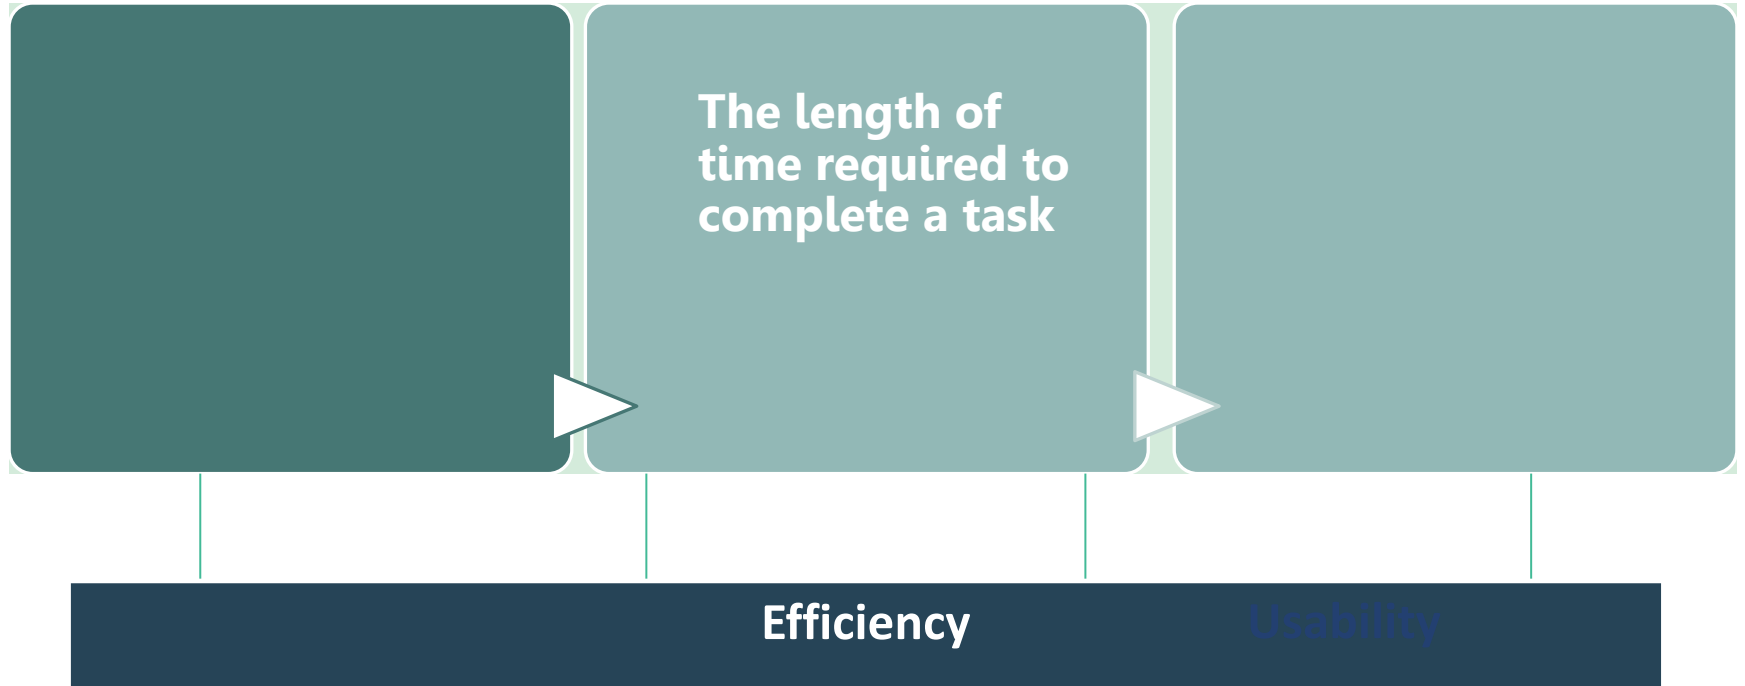 The length of
time required to
complete a task
Efficiency Usability